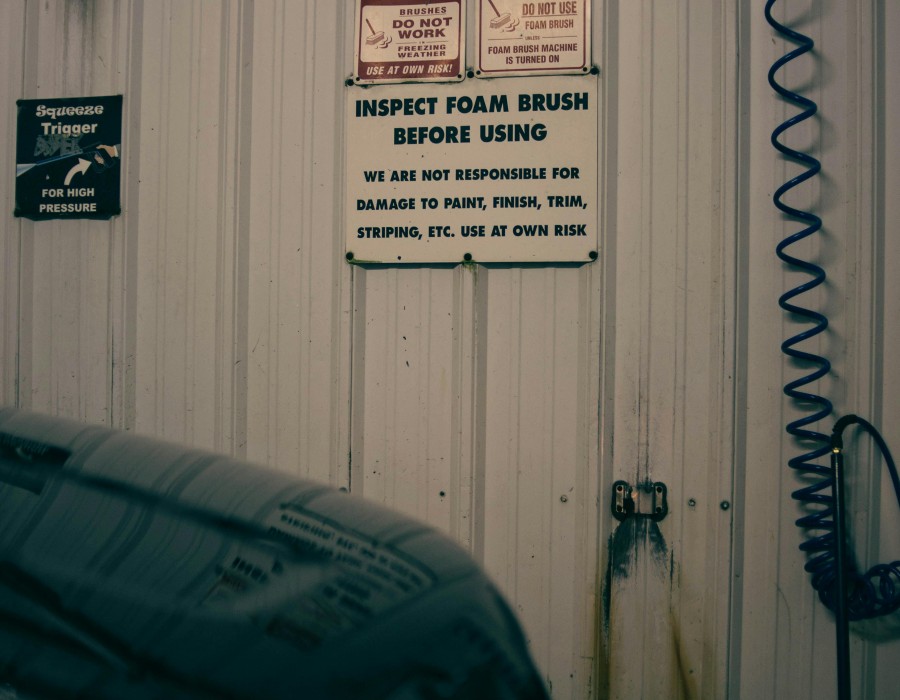 BRUSHES
DO NOT
WORK
IN
FREEZING
WEATHER
USE AT OWN RISK!
DO NOT USE
FOAM BRUSH
UNLESS
FOAM BRUSH MACHINE
IS TURNED ON
Squeeze
Trigger
FOR HIGH
PRESSURE
INSPECT FOAM BRUSH
BEFORE USING
WE ARE NOT RESPONSIBLE FOR
DAMAGE TO PAINT, FINISH, TRIM,
STRIPING, ETC. USE AT OWN RISK